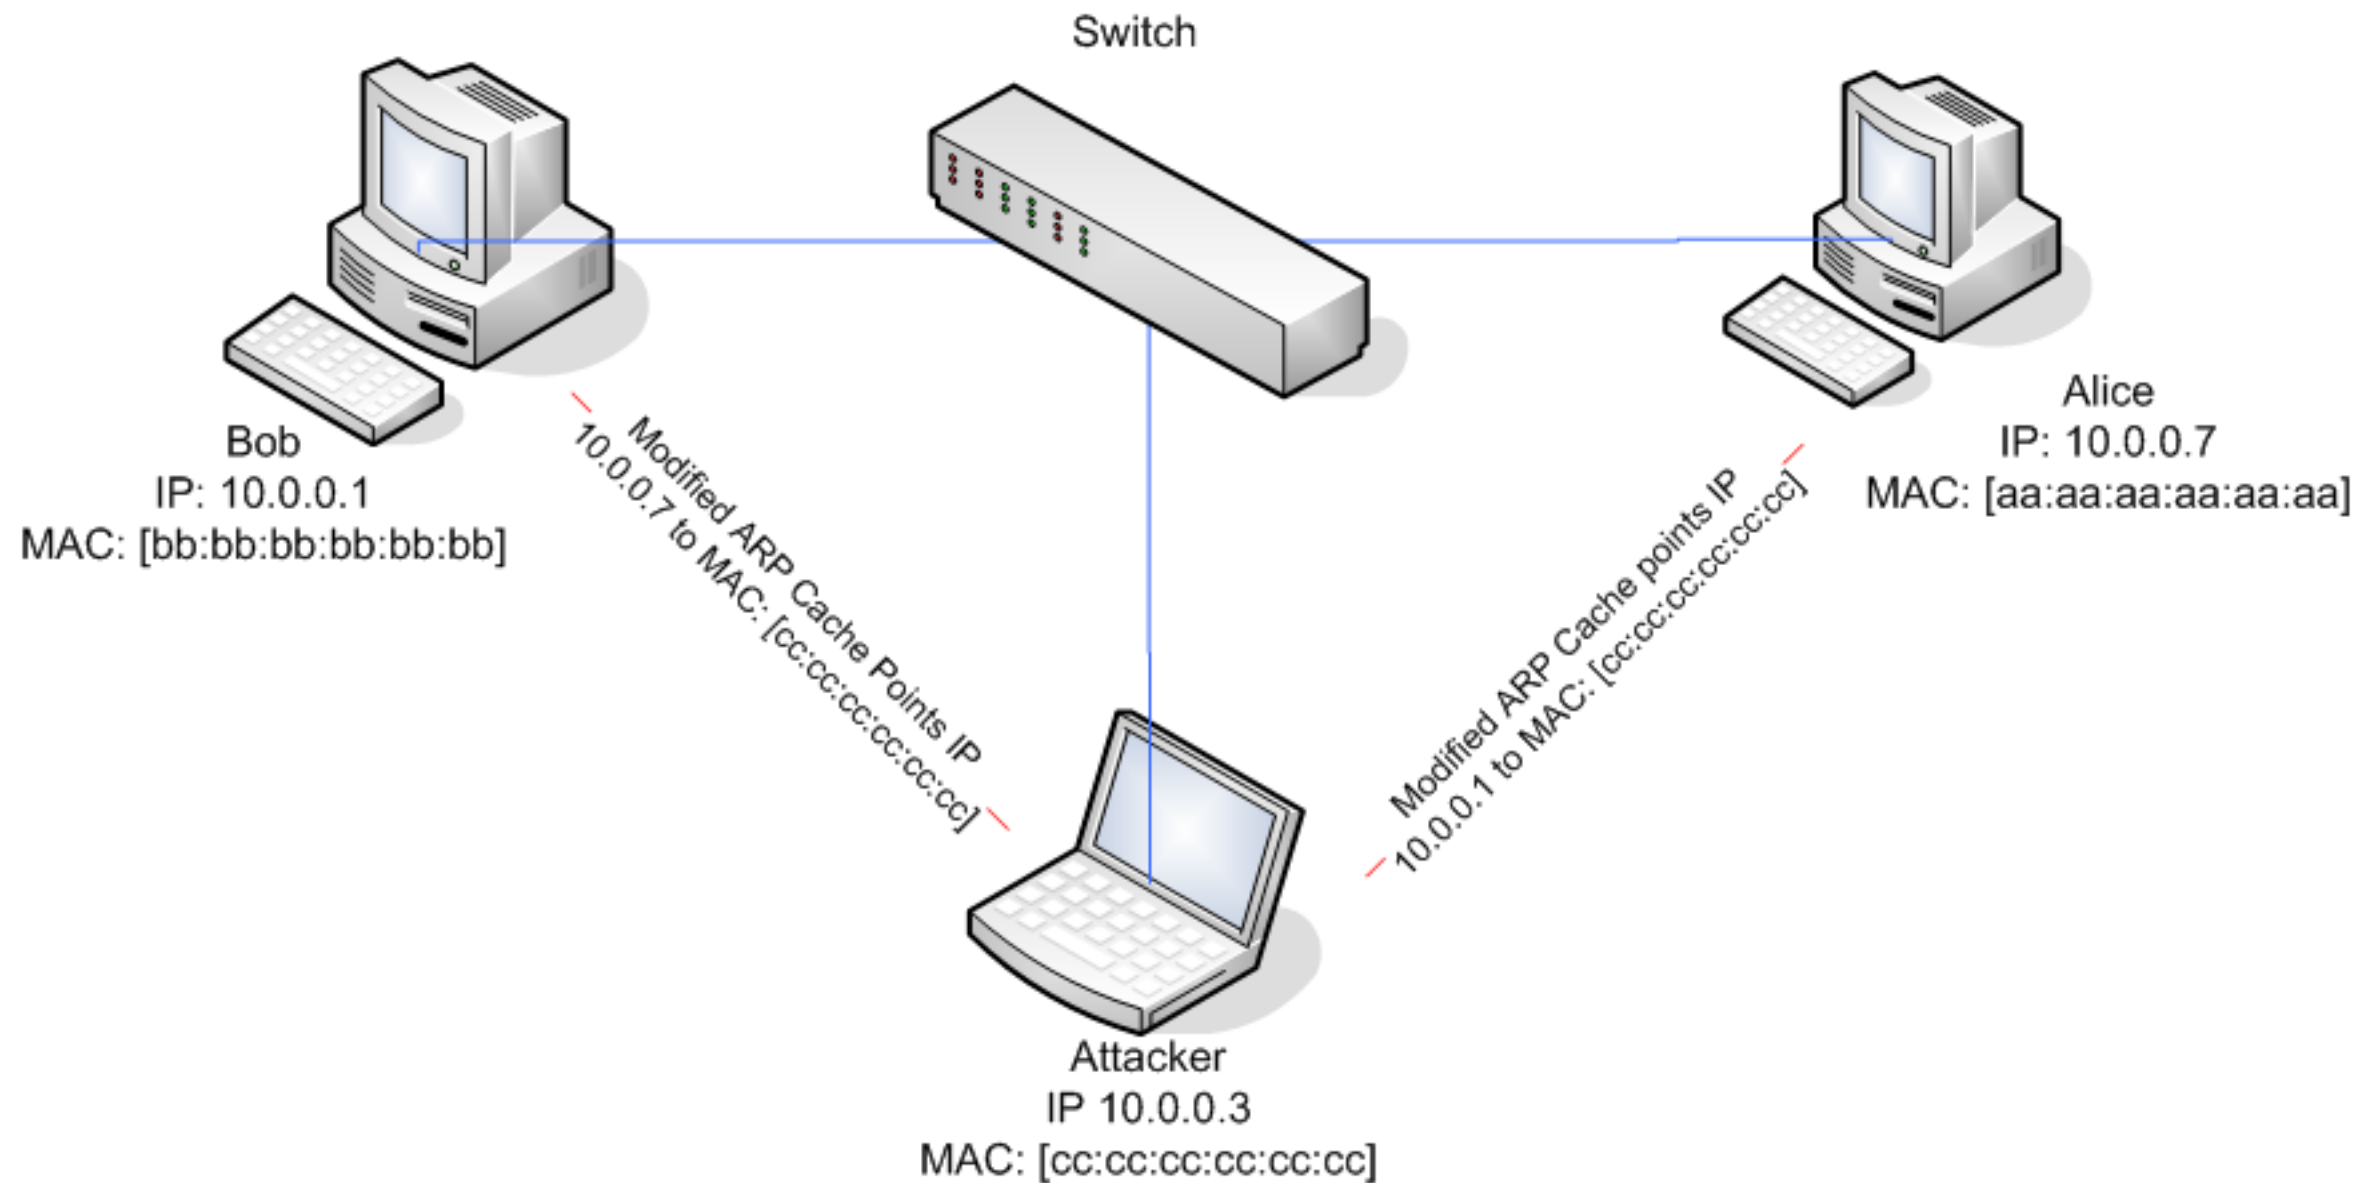 Switch
Bob
IP: 10.0.0.1
MAC: [bb:bb:bb:bb:bb:bb]
Alice
IP: 10.0.0.7
MAC: [aa:aa:aa:aa:aa:aa]
Modified ARP Cache Points IP
10.0.0.7 to MAC: [cc:cc:cc:cc:cc:cc]
Modified ARP Cache points IP
10.0.0.1 to MAC: [cc:cc:cc:cc:cc:cc]
Attacker
IP 10.0.0.3
MAC: [cc:cc:cc:cc:cc:cc]